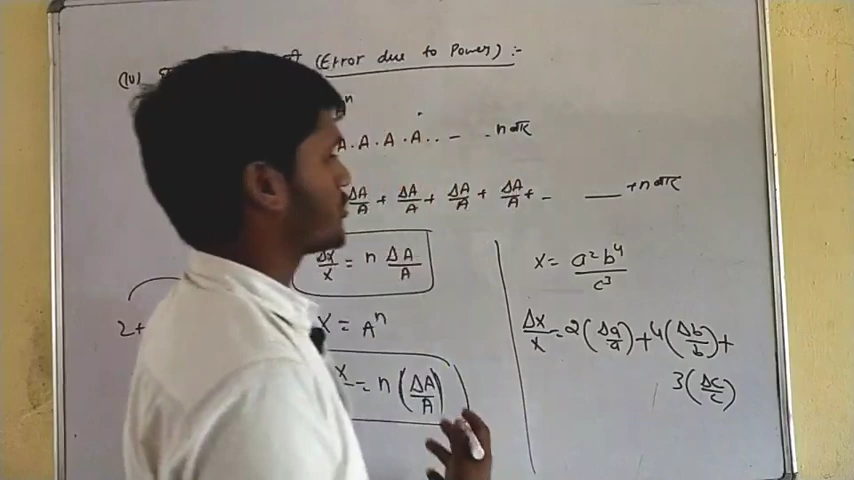 (IV) (Error due to Power) :-
n
A . A . A . A . . – - n बार
ΔA/A + ΔA/A + ΔA/A + ΔA/A + – — + n बार
Δx/x = n ΔA/A
x = a²b⁴/c³
2+
X = Aⁿ
Δx/x = 2(Δa/a) + 4(Δb/b) +
x = n (ΔA/A)
3(Δc/c)